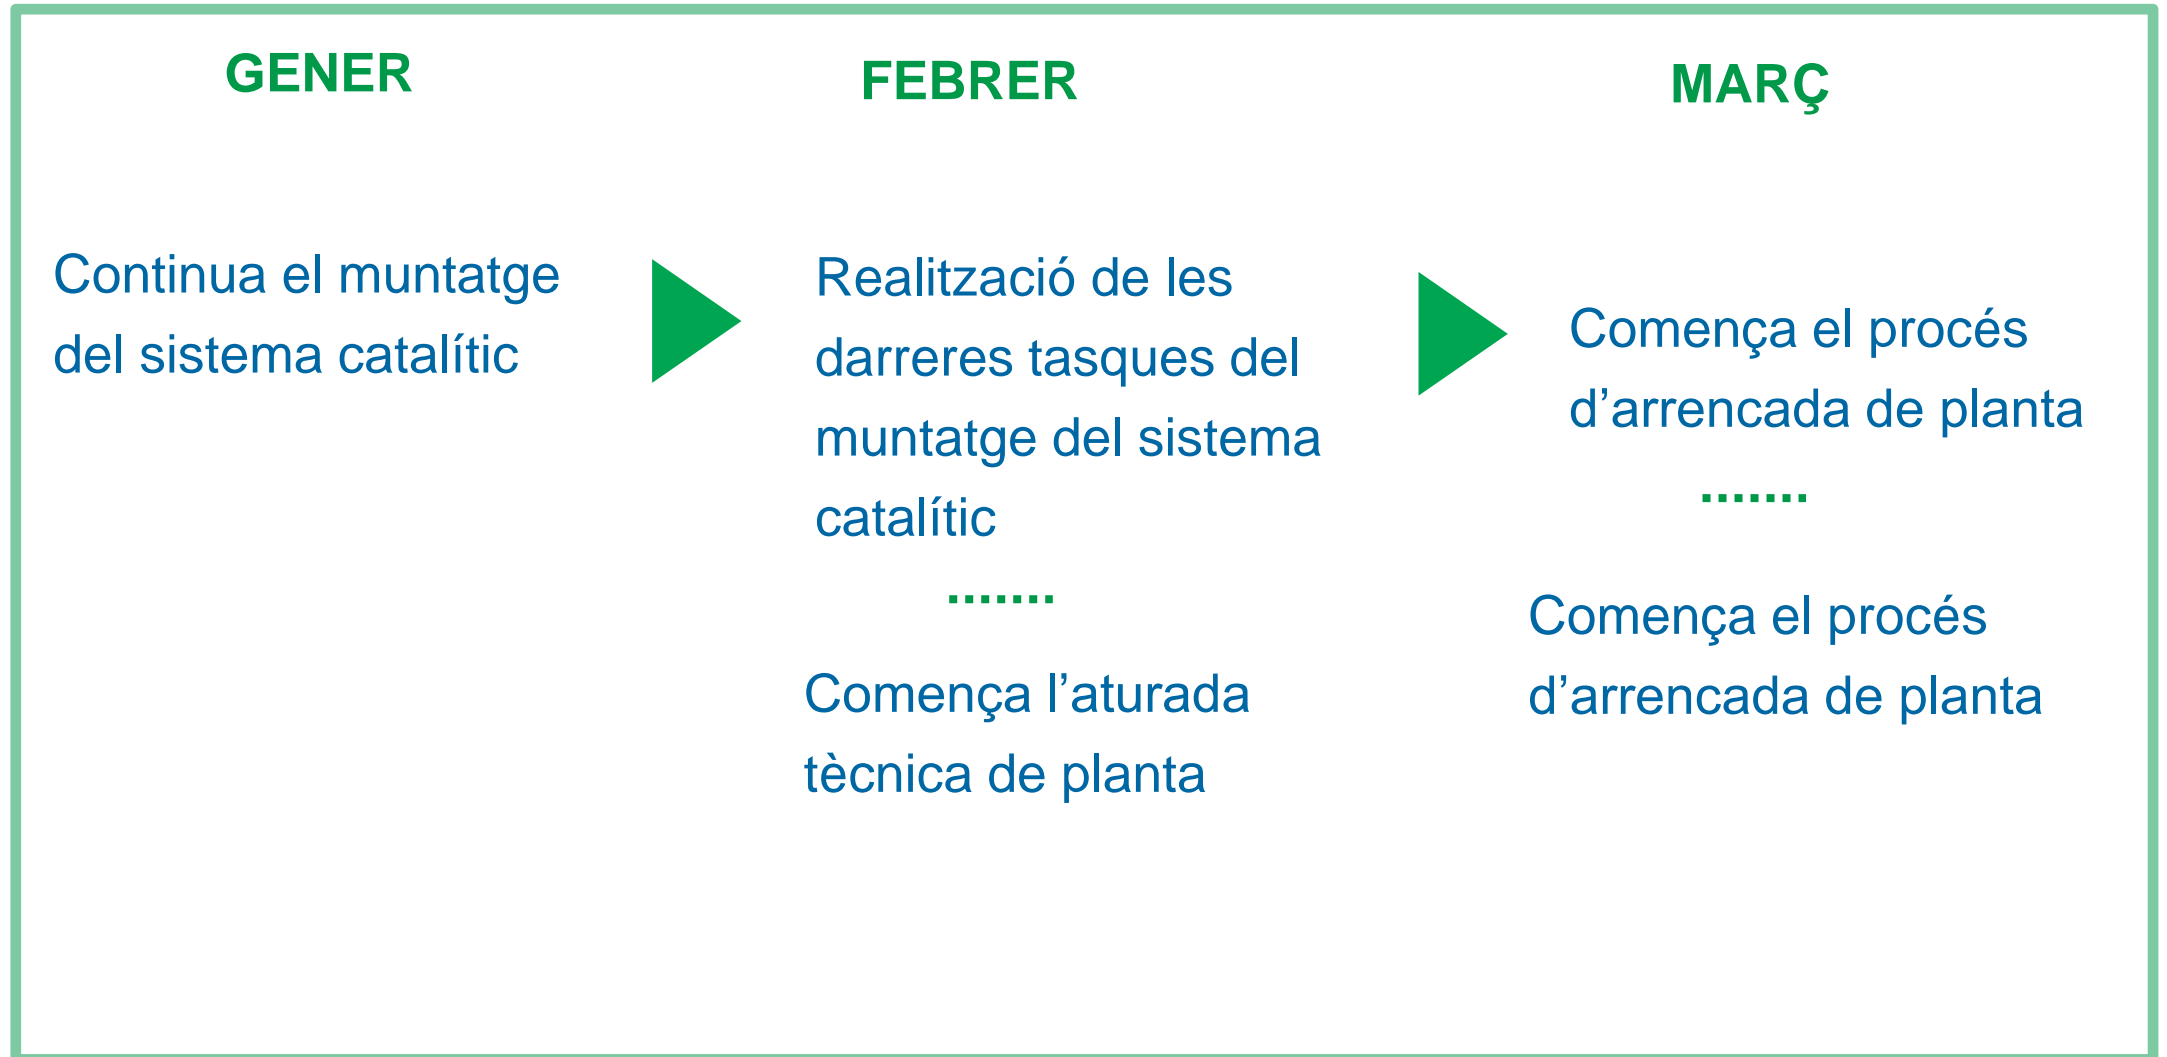 GENER
Continua el muntatge
del sistema catalític
FEBRER
Realització de les
darreres tasques del
muntatge del sistema
catalític
.......
Comença l’aturada
tècnica de planta
MARÇ
Comença el procés
d’arrencada de planta
.......
Comença el procés
d’arrencada de planta